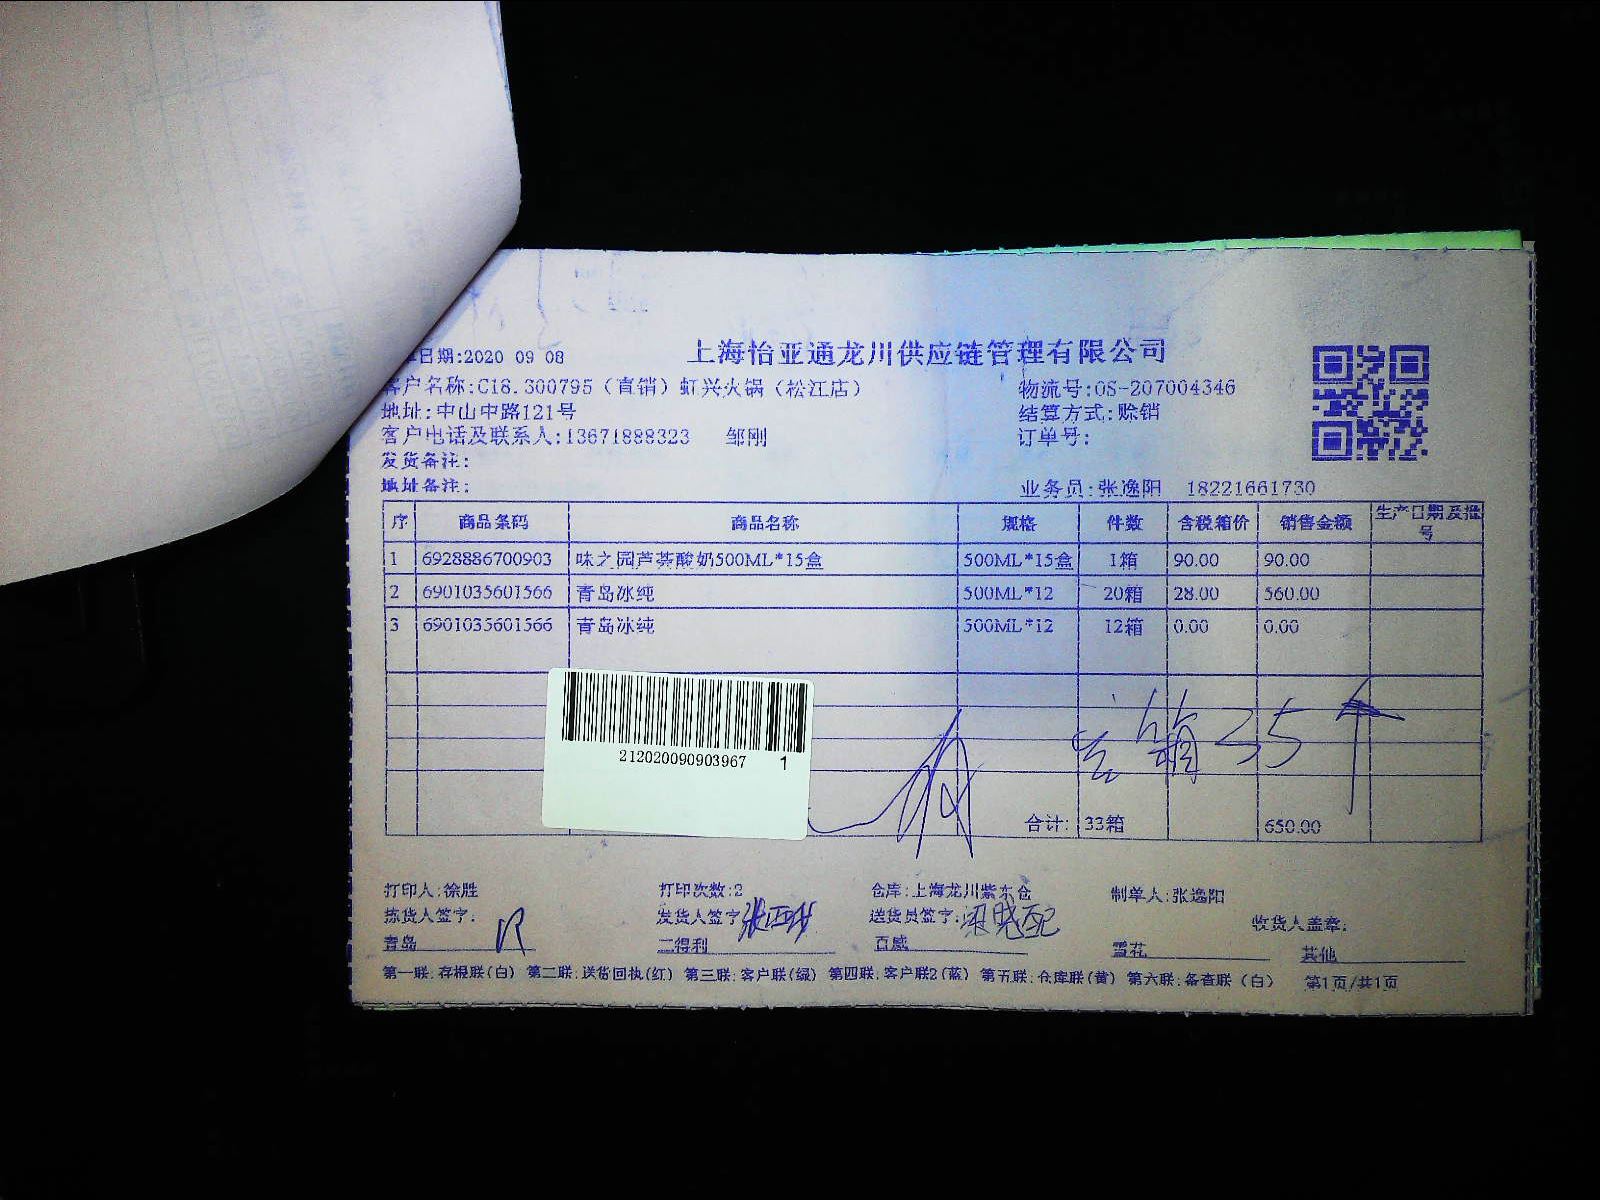 日期:2020 09 08
上海怡亚通龙川供应链管理有限公司
客户名称:C18.300795（直销）虹兴火锅（松江店）
物流号:OS-207004346
地址:中山中路121号
结算方式:赊销
客户电话及联系人:13671888323 邹刚
订单号:
发货备注:
地址备注:
业务员:张逸阳 18221661730
序 商品条码 商品名称 规格 件数 含税箱价 销售金额 生产日期及批号
1 6928886700903 味之园芦荟酸奶500ML*15盒 500ML*15盒 1箱 90.00 90.00
2 6901035601566 青岛冰纯 500ML*12 20箱 28.00 560.00
3 6901035601566 青岛冰纯 500ML*12 12箱 0.00 0.00
212020090903967 1
箱35个
合计: 33箱 650.00
打印人:徐胜 打印次数:2 仓库:上海龙川紫东仓 制单人:张逸阳
拣货人签字: 发货人签字: 送货员签字: 收货人盖章:
青岛 三得利 百威 雪花 其他
第一联:存根联(白) 第二联:送货回执(红) 第三联:客户联(绿) 第四联:客户联2(蓝) 第五联:仓库联(黄) 第六联:备查联(白) 第1页/共1页